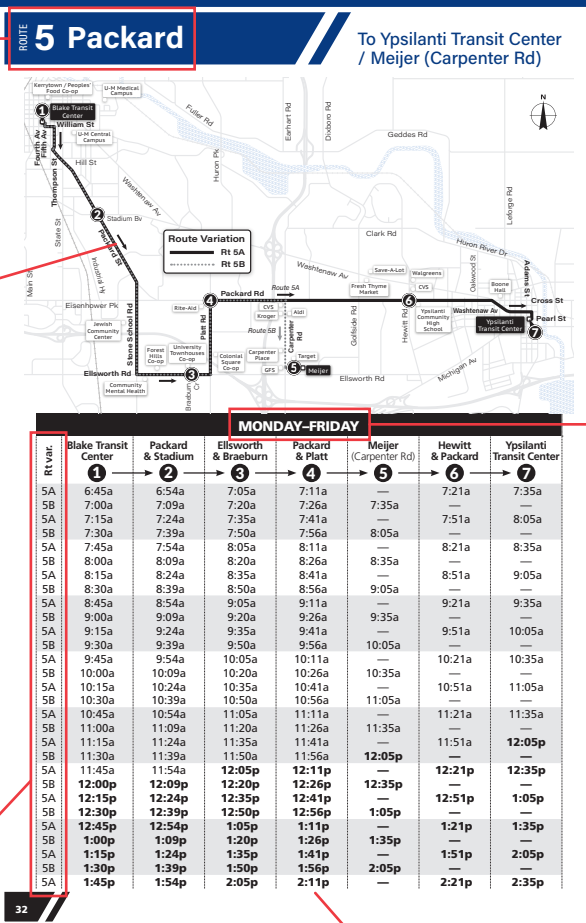 ROUTE 5 Packard
To Ypsilanti Transit Center
/ Meijer (Carpenter Rd)
Kerrytown / Peoples'
Food Co-op
U-M Medical
Campus
1 Blake Transit
Center
William St
U-M Central
Campus
Fourth Av
Fifth Av
Thompson St
Hill St
Fuller Rd
Huron Pk
Earhart Rd
Dixboro Rd
Geddes Rd
N
Washtenaw Av
2 Stadium Bv
State St
Packard St
Industrial Hi
Main St
Route Variation
Rt 5A
Rt 5B
Clark Rd
Leforge Rd
Huron River Dr
Washtenaw Av
Save-A-Lot
Walgreens
Oakwood St
Adams St
Fresh Thyme
Market
CVS
Boone
Hall
Route 5A
Packard Rd
4
6
Cross St
Eisenhower Pk
Rite-Aid
CVS
Kroger
Aldi
Ypsilanti
Community
High
School
Washtenaw Av
Ypsilanti
Transit Center
Pearl St
7
Jewish
Community
Center
Stone School Rd
Platt Rd
Route 5B
Carpenter Rd
Golfside Rd
Hewitt Rd
Forest
Hills
Co-op
University
Townhouses
Co-op
Colonial
Square
Co-op
Carpenter
Place
Target
GFS
5 Meijer
Michigan Av
Ellsworth Rd
3
Ellsworth Rd
Community
Mental Health
Braeburn Cr
MONDAY–FRIDAY
Rt var. Blake Transit Center Packard & Stadium Ellsworth & Braeburn Packard & Platt Meijer (Carpenter Rd) Hewitt & Packard Ypsilanti Transit Center
1 2 3 4 5 6 7
5A 6:45a 6:54a 7:05a 7:11a — 7:21a 7:35a
5B 7:00a 7:09a 7:20a 7:26a 7:35a — —
5A 7:15a 7:24a 7:35a 7:41a — 7:51a 8:05a
5B 7:30a 7:39a 7:50a 7:56a 8:05a — —
5A 7:45a 7:54a 8:05a 8:11a — 8:21a 8:35a
5B 8:00a 8:09a 8:20a 8:26a 8:35a — —
5A 8:15a 8:24a 8:35a 8:41a — 8:51a 9:05a
5B 8:30a 8:39a 8:50a 8:56a 9:05a — —
5A 8:45a 8:54a 9:05a 9:11a — 9:21a 9:35a
5B 9:00a 9:09a 9:20a 9:26a 9:35a — —
5A 9:15a 9:24a 9:35a 9:41a — 9:51a 10:05a
5B 9:30a 9:39a 9:50a 9:56a 10:05a — —
5A 9:45a 9:54a 10:05a 10:11a — 10:21a 10:35a
5B 10:00a 10:09a 10:20a 10:26a 10:35a — —
5A 10:15a 10:24a 10:35a 10:41a — 10:51a 11:05a
5B 10:30a 10:39a 10:50a 10:56a 11:05a — —
5A 10:45a 10:54a 11:05a 11:11a — 11:21a 11:35a
5B 11:00a 11:09a 11:20a 11:26a 11:35a — —
5A 11:15a 11:24a 11:35a 11:41a — 11:51a 12:05p
5B 11:30a 11:39a 11:50a 11:56a 12:05p — —
5A 11:45a 11:54a 12:05p 12:11p — 12:21p 12:35p
5B 12:00p 12:09p 12:20p 12:26p 12:35p — —
5A 12:15p 12:24p 12:35p 12:41p — 12:51p 1:05p
5B 12:30p 12:39p 12:50p 12:56p 1:05p — —
5A 12:45p 12:54p 1:05p 1:11p — 1:21p 1:35p
5B 1:00p 1:09p 1:20p 1:26p 1:35p — —
5A 1:15p 1:24p 1:35p 1:41p — 1:51p 2:05p
5B 1:30p 1:39p 1:50p 1:56p 2:05p — —
5A 1:45p 1:54p 2:05p 2:11p — 2:21p 2:35p
32